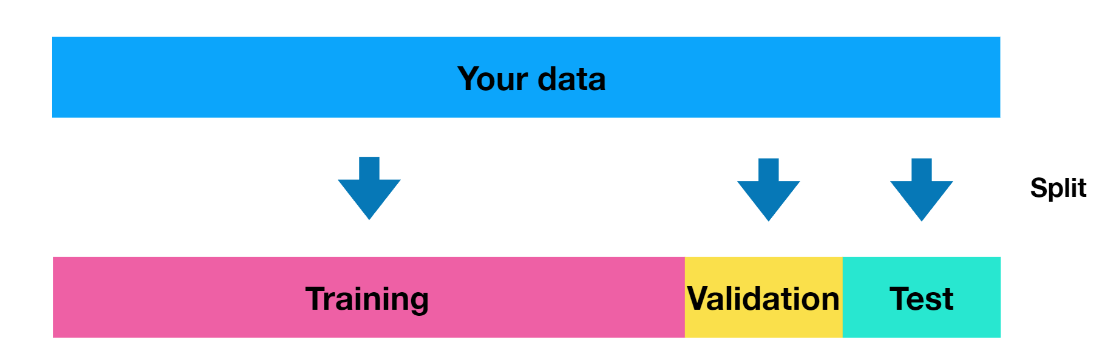 Your data
Split
Training
Validation
Test